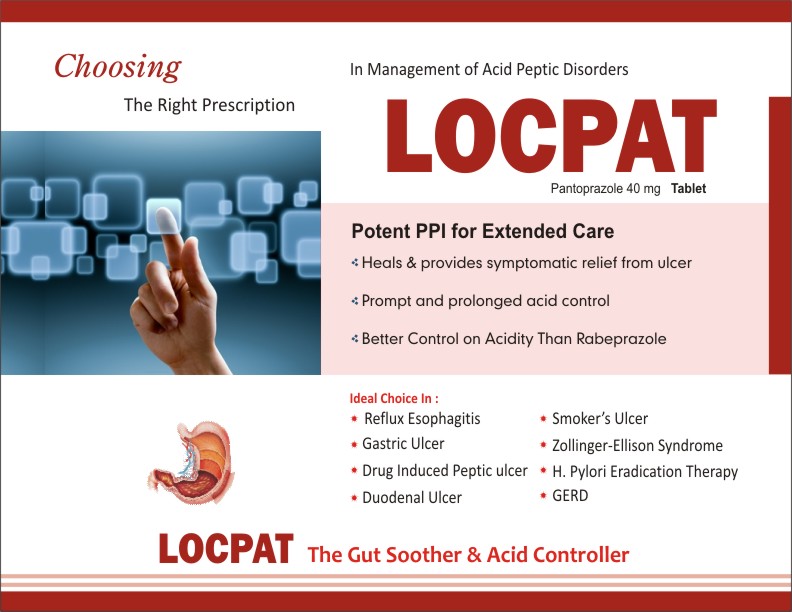 Choosing
The Right Prescription
In Management of Acid Peptic Disorders
LOCPAT
Pantoprazole 40 mg Tablet
Potent PPI for Extended Care
Heals & provides symptomatic relief from ulcer
Prompt and prolonged acid control
Better Control on Acidity Than Rabeprazole
Ideal Choice In :
Reflux Esophagitis
Gastric Ulcer
Drug Induced Peptic ulcer
Duodenal Ulcer
Smoker's Ulcer
Zollinger-Ellison Syndrome
H. Pylori Eradication Therapy
GERD
LOCPAT The Gut Soother & Acid Controller